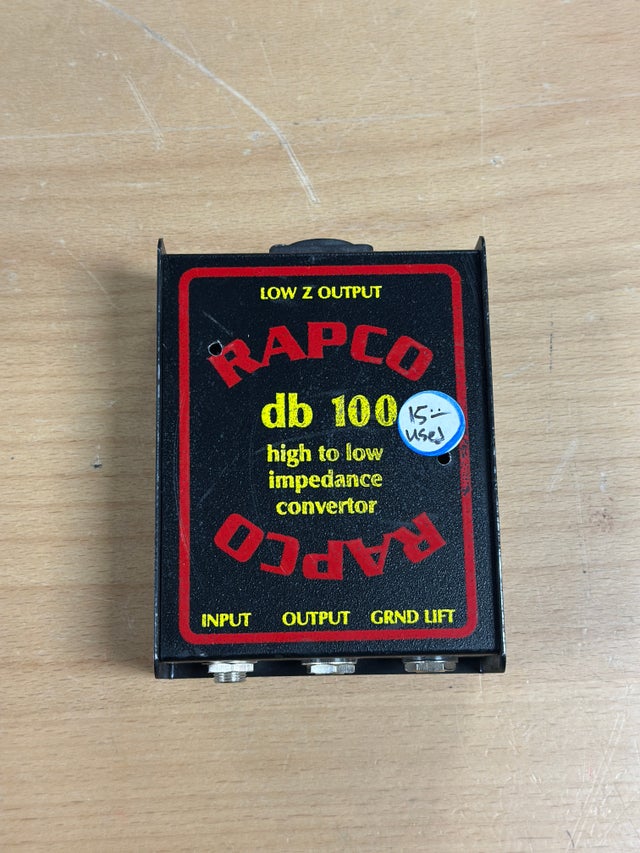 LOW Z OUTPUT
RAPCO
db 100
15--
used
high to low
impedance
convertor
RAPCO
INPUT OUTPUT GRND LIFT